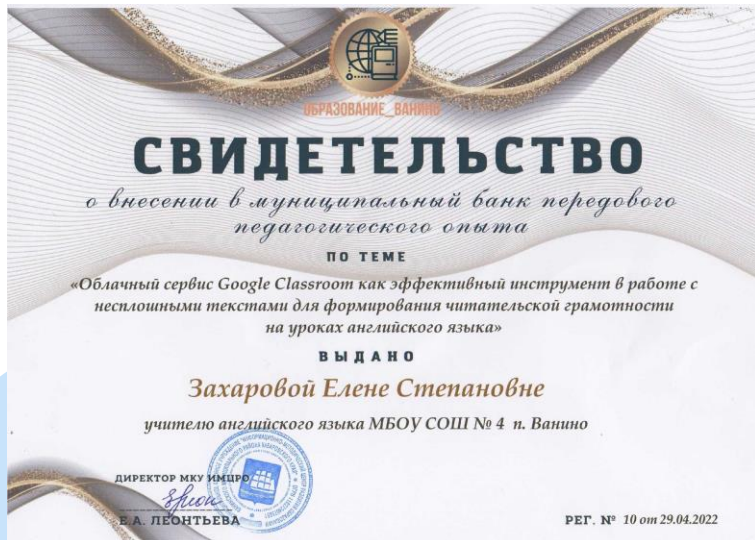 ОБРАЗОВАНИЕ_ВАНИНО
СВИДЕТЕЛЬСТВО
о внесении в муниципальный банк передового
педагогического опыта
ПО ТЕМЕ
«Облачный сервис Google Classroom как эффективный инструмент в работе с
несплошными текстами для формирования читательской грамотности
на уроках английского языка»
ВЫДАНО
Захаровой Елене Степановне
учителю английского языка МБОУ СОШ № 4 п. Ванино
ДИРЕКТОР МКУ ИМЦРО
Е.А. ЛЕОНТЬЕВА
РЕГ. № 10 от 29.04.2022